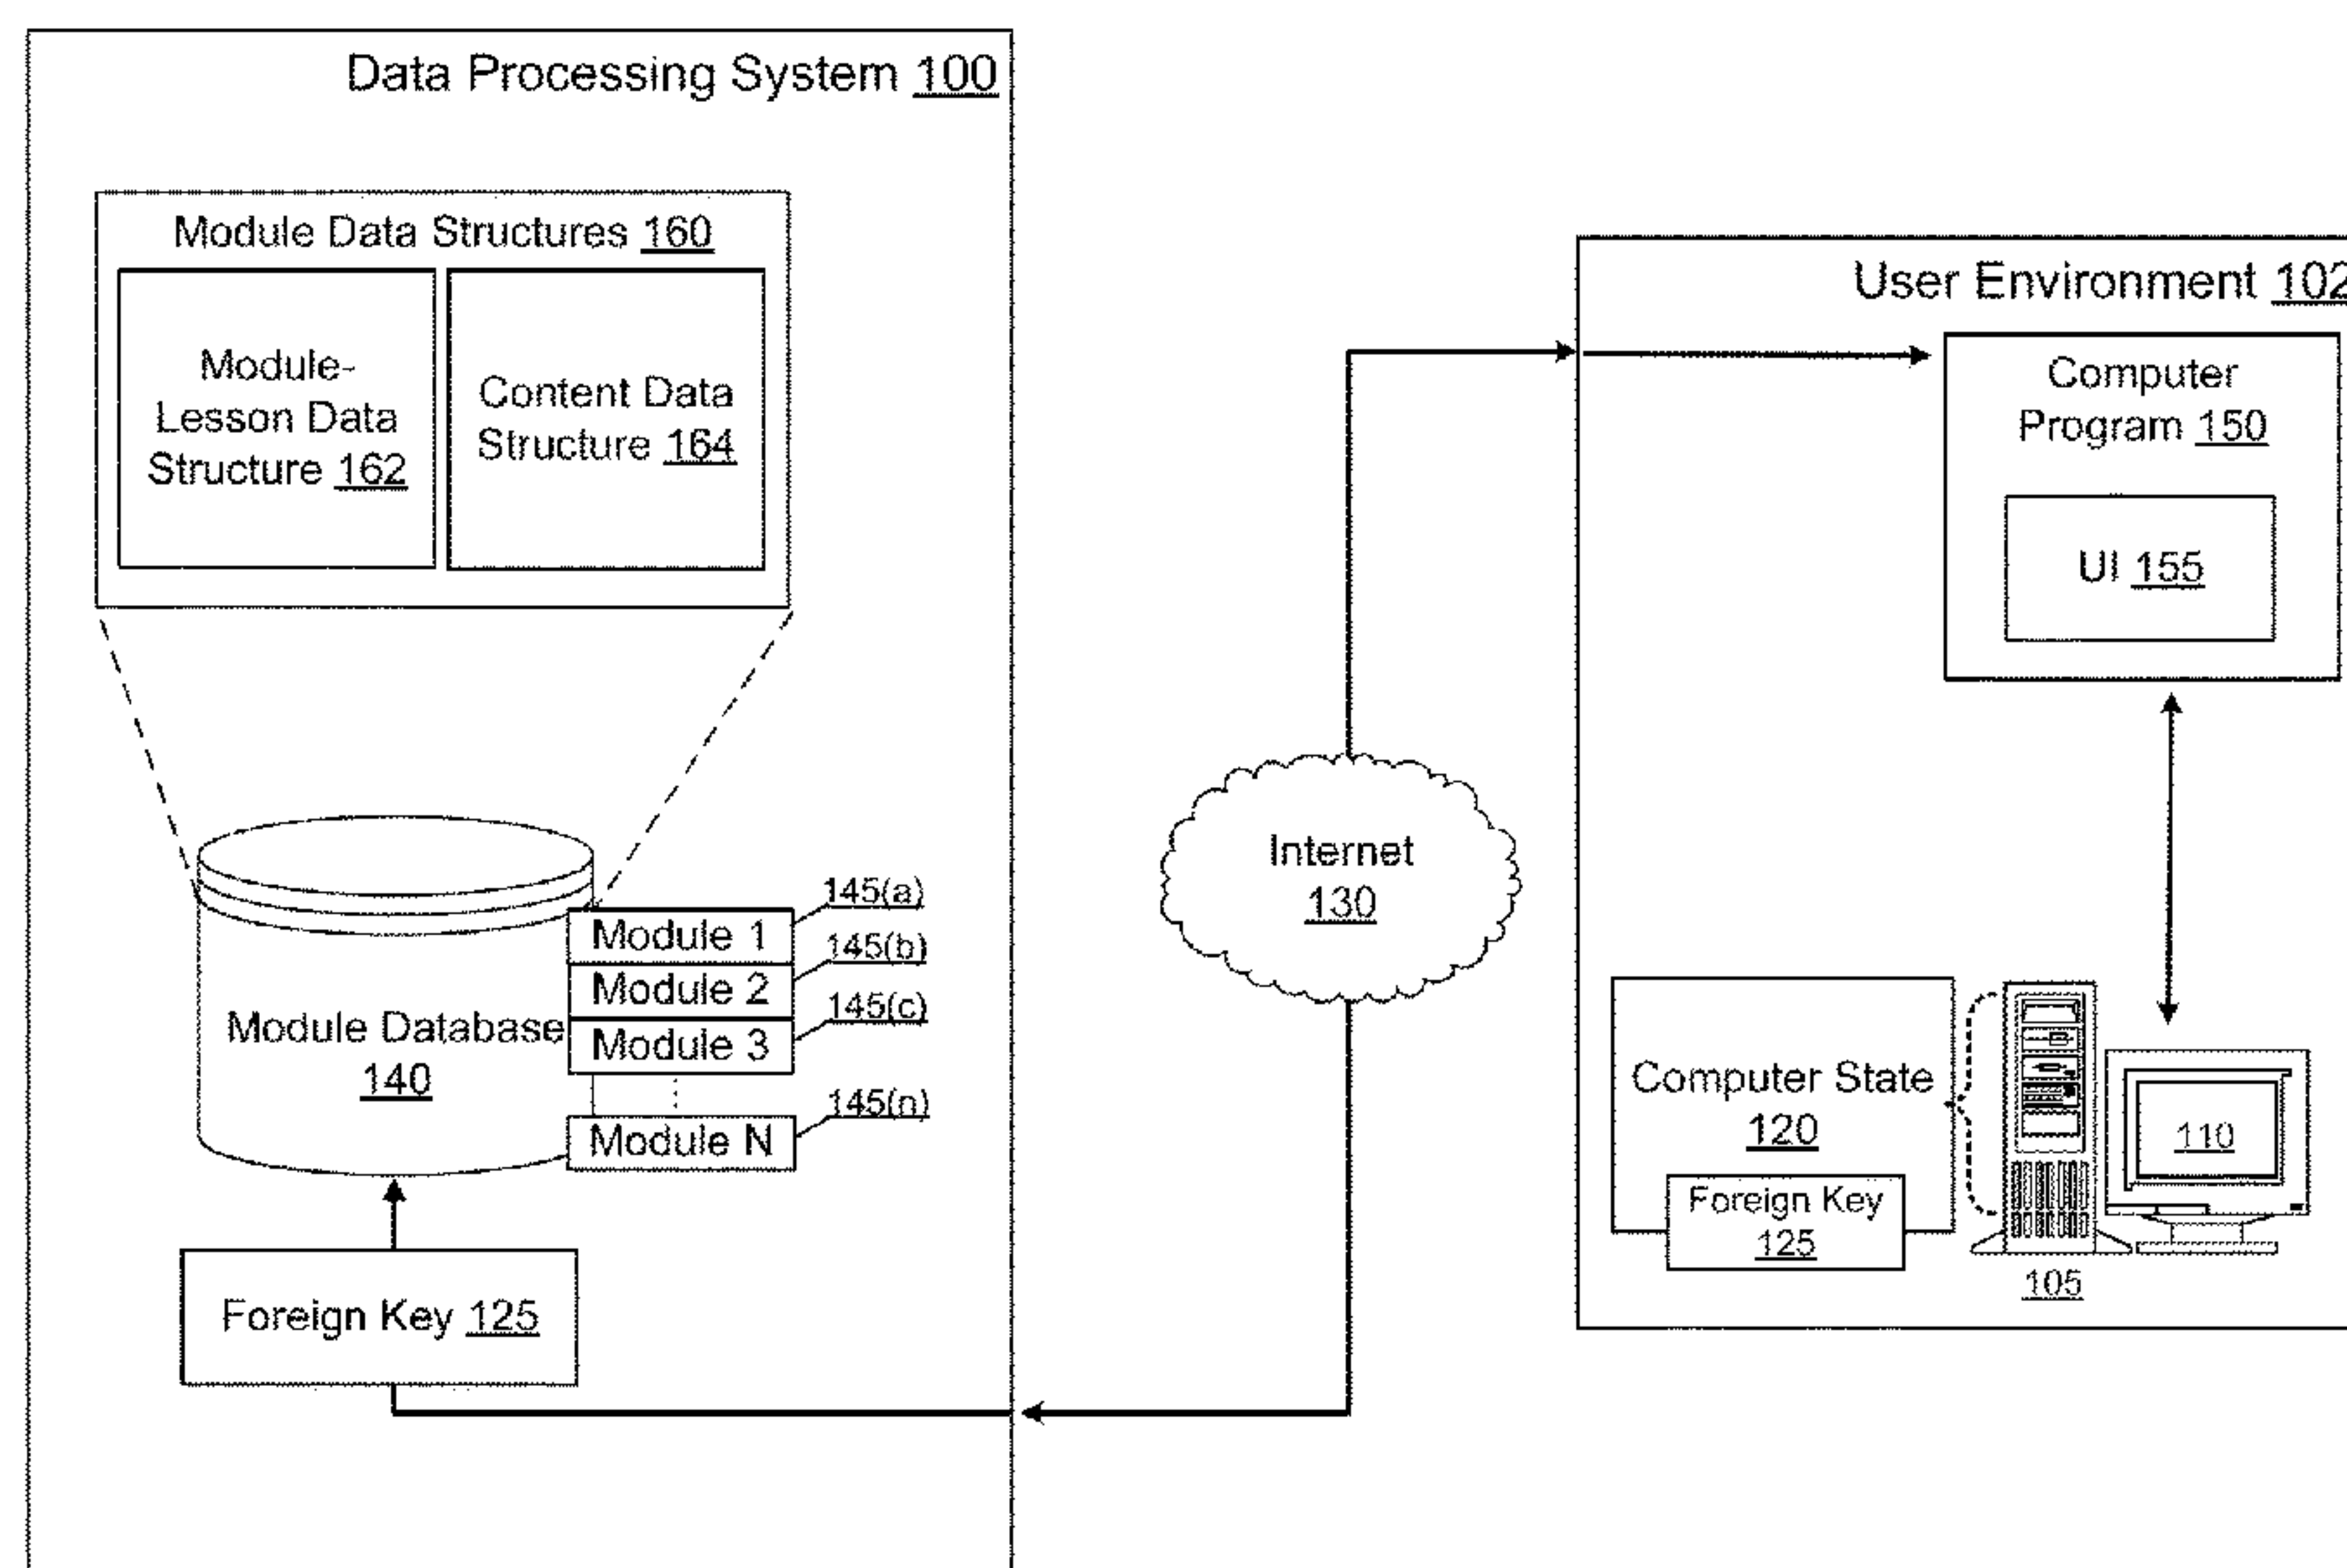 Data Processing System 100
Module Data Structures 160
Module-
Lesson Data
Structure 162
Content Data
Structure 164
Module Database
140
Module 1
145(a)
Module 2
145(b)
Module 3
145(c)
Module N
145(n)
Foreign Key 125
Internet
130
User Environment 102
Computer
Program 150
UI 155
Computer State
120
Foreign Key
125
110
105